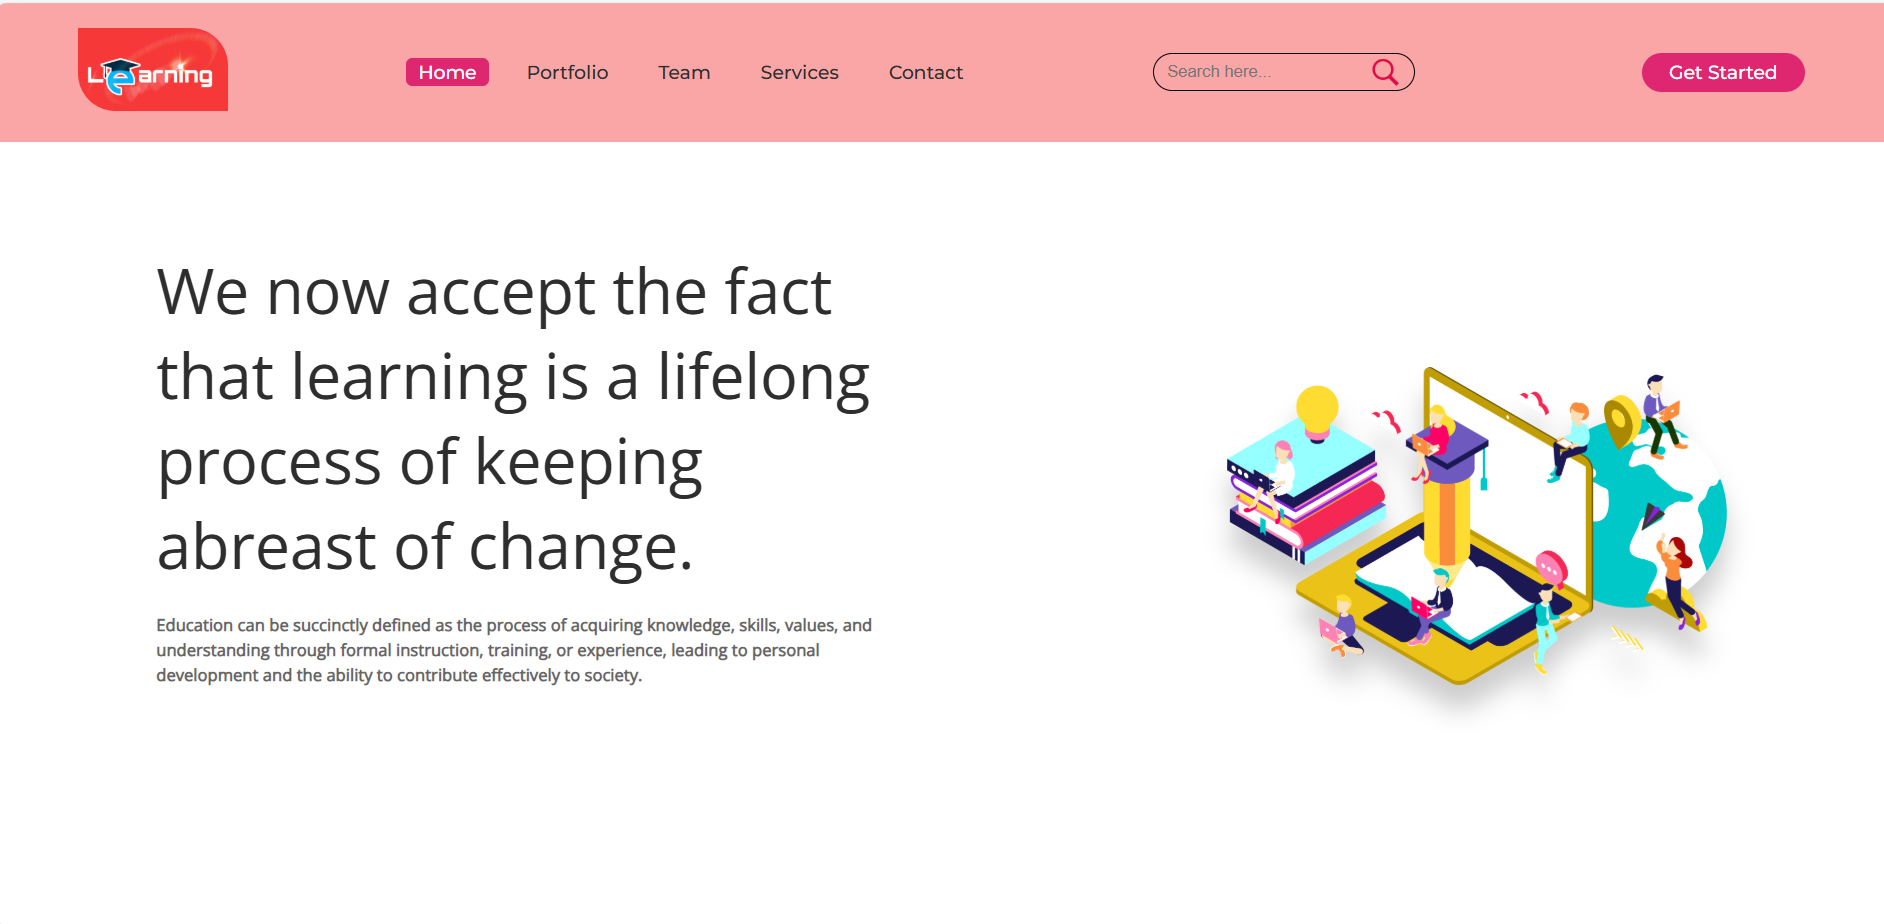 Learning
Home
Portfolio
Team
Services
Contact
Search here...
Get Started
We now accept the fact
that learning is a lifelong
process of keeping
abreast of change.
Education can be succinctly defined as the process of acquiring knowledge, skills, values, and
understanding through formal instruction, training, or experience, leading to personal
development and the ability to contribute effectively to society.